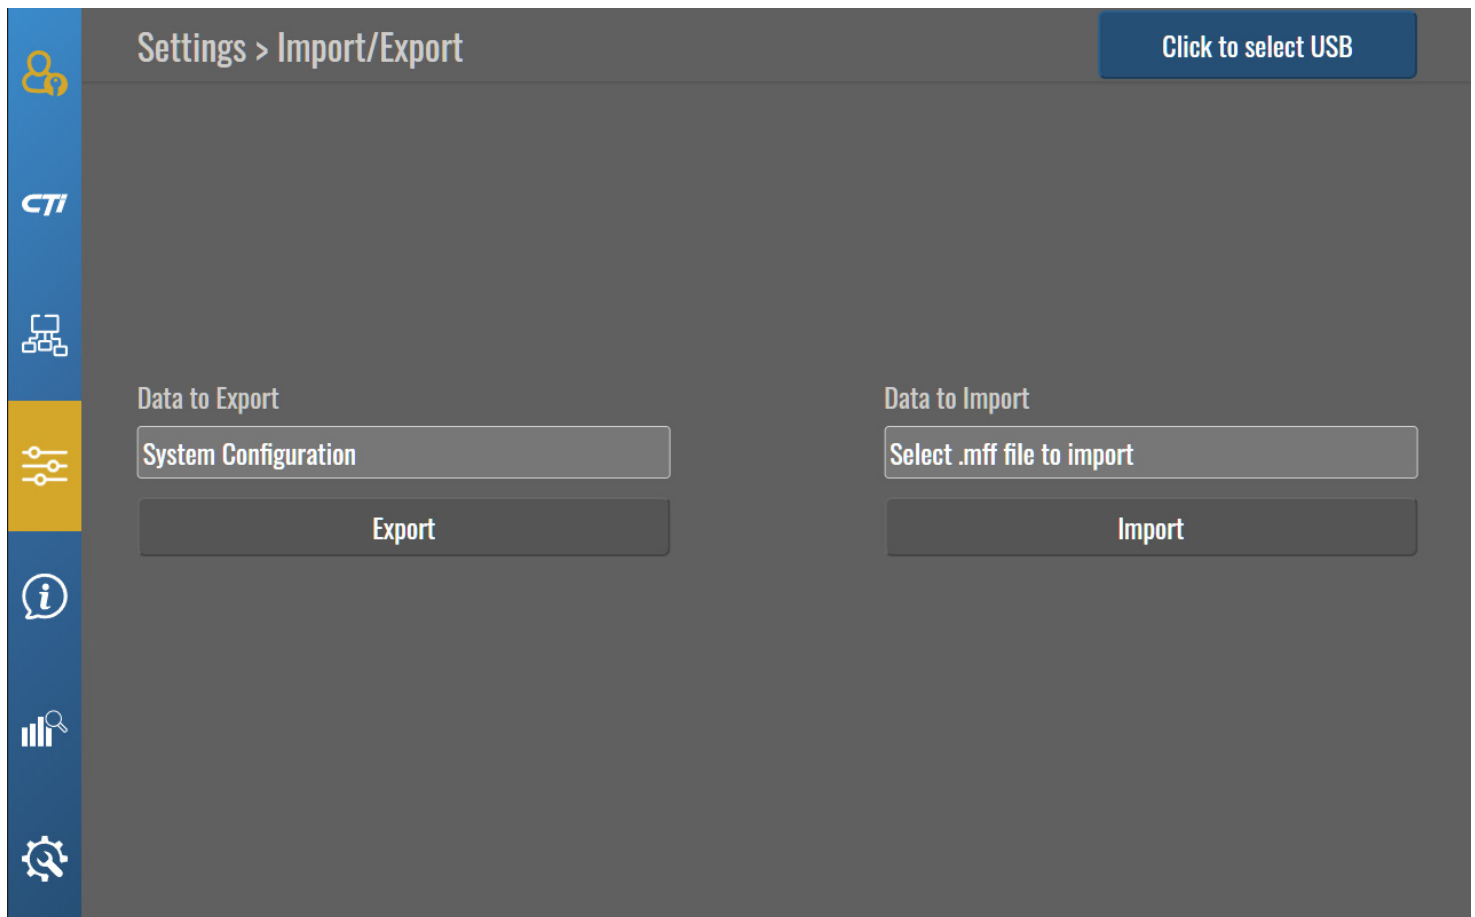 Settings > Import/Export
Click to select USB
CTi
Data to Export
Data to Import
System Configuration
Select .mff file to import
Export
Import
i